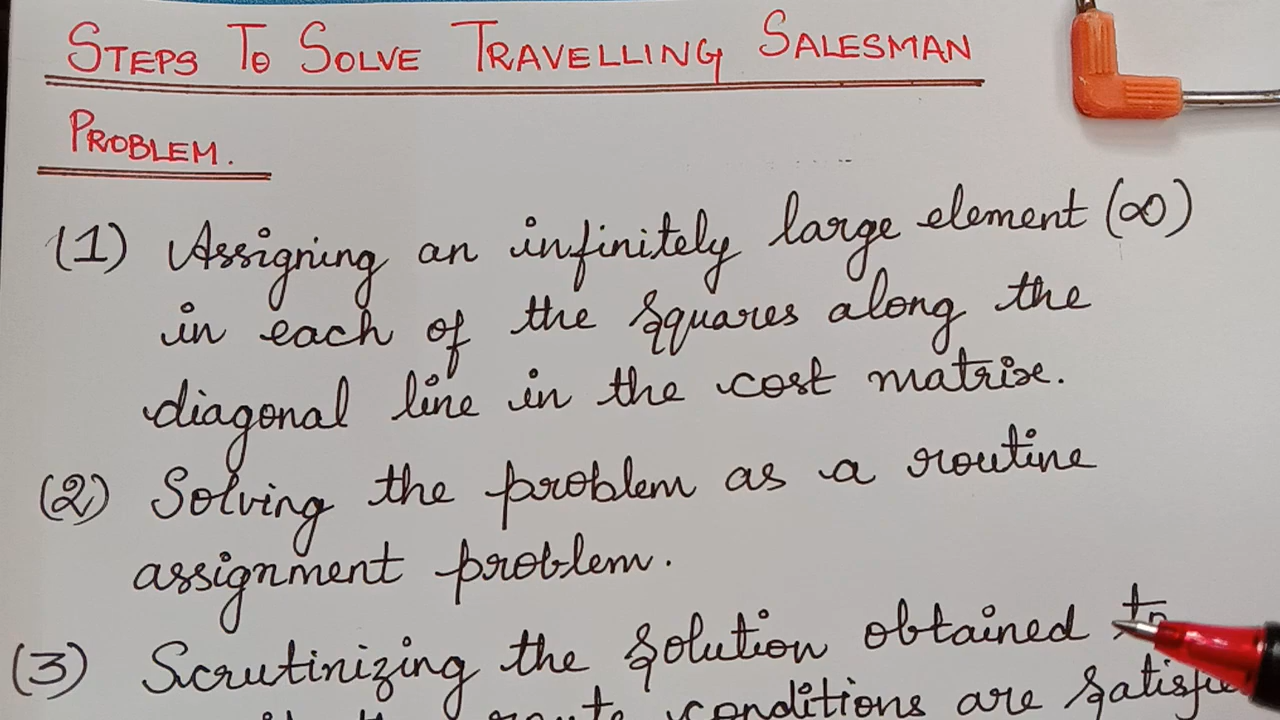 STEPS TO SOLVE TRAVELLING SALESMAN
PROBLEM.
(1) Assigning an infinitely large element (∞)
in each of the squares along the
diagonal line in the cost matrix.
(2) Solving the problem as a routine
assignment problem.
(3) Scrutinizing the solution obtained
conditions are